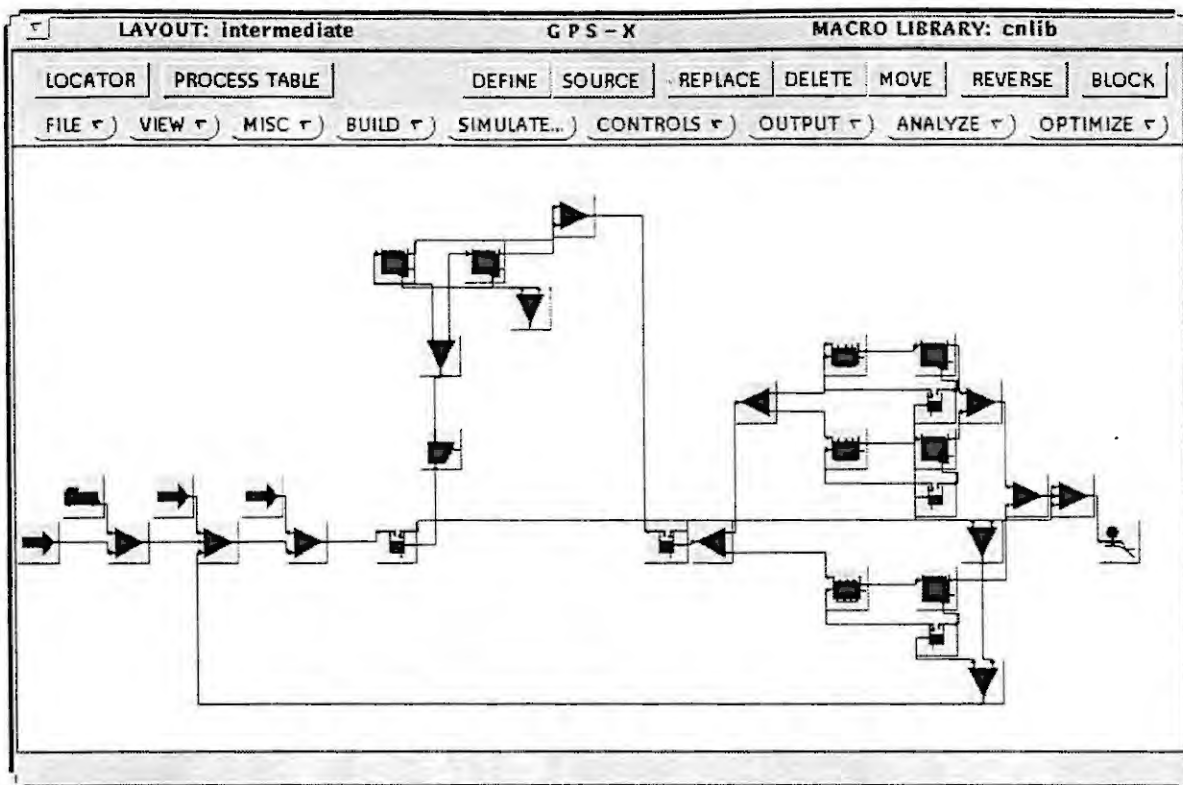 LAYOUT: intermediate GPS-X MACRO LIBRARY: cnlib
LOCATOR PROCESS TABLE DEFINE SOURCE REPLACE DELETE MOVE REVERSE BLOCK
FILE VIEW MISC BUILD SIMULATE... CONTROLS OUTPUT ANALYZE OPTIMIZE